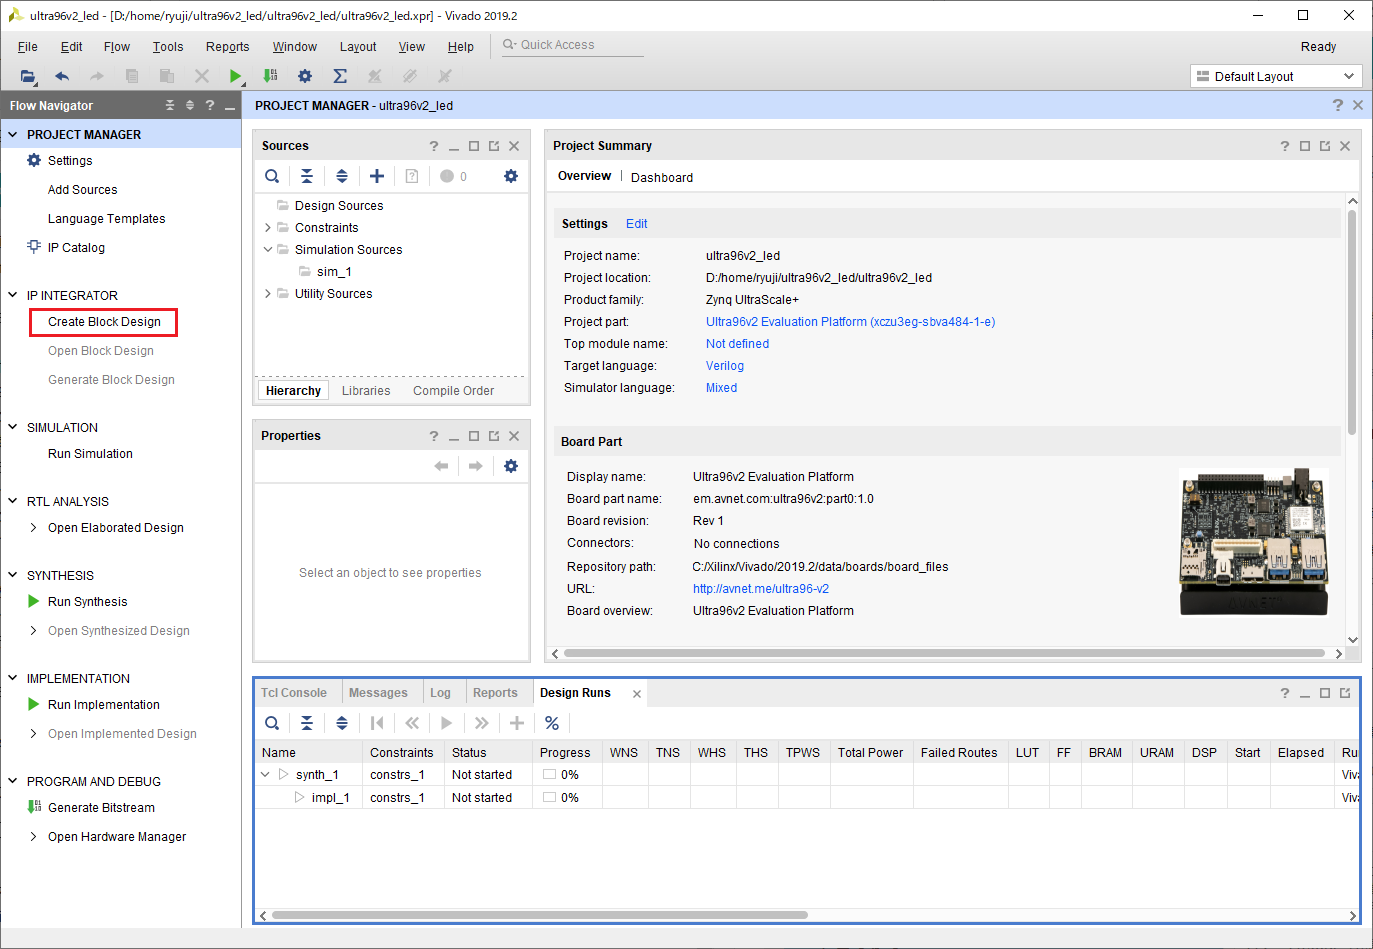 ultra96v2_led - [D:/home/ryuji/ultra96v2_led/ultra96v2_led/ultra96v2_led.xpr] - Vivado 2019.2
File Edit Flow Tools Reports Window Layout View Help Quick Access Ready
Default Layout
Flow Navigator
PROJECT MANAGER
Settings
Add Sources
Language Templates
IP Catalog
IP INTEGRATOR
Create Block Design
Open Block Design
Generate Block Design
SIMULATION
Run Simulation
RTL ANALYSIS
Open Elaborated Design
SYNTHESIS
Run Synthesis
Open Synthesized Design
IMPLEMENTATION
Run Implementation
Open Implemented Design
PROGRAM AND DEBUG
Generate Bitstream
Open Hardware Manager
PROJECT MANAGER - ultra96v2_led
Sources
0
Design Sources
Constraints
Simulation Sources
sim_1
Utility Sources
Hierarchy Libraries Compile Order
Properties
Select an object to see properties
Project Summary
Overview | Dashboard
Settings Edit
Project name: ultra96v2_led
Project location: D:/home/ryuji/ultra96v2_led/ultra96v2_led
Product family: Zynq UltraScale+
Project part: Ultra96v2 Evaluation Platform (xczu3eg-sbva484-1-e)
Top module name: Not defined
Target language: Verilog
Simulator language: Mixed
Board Part
Display name: Ultra96v2 Evaluation Platform
Board part name: em.avnet.com:ultra96v2:part0:1.0
Board revision: Rev 1
Connectors: No connections
Repository path: C:/Xilinx/Vivado/2019.2/data/boards/board_files
URL: http://avnet.me/ultra96-v2
Board overview: Ultra96v2 Evaluation Platform
AVNET
Tcl Console Messages Log Reports Design Runs
Name Constraints Status Progress WNS TNS WHS THS TPWS Total Power Failed Routes LUT FF BRAM URAM DSP Start Elapsed Ru
synth_1 constrs_1 Not started 0% Viva
impl_1 constrs_1 Not started 0% Viva